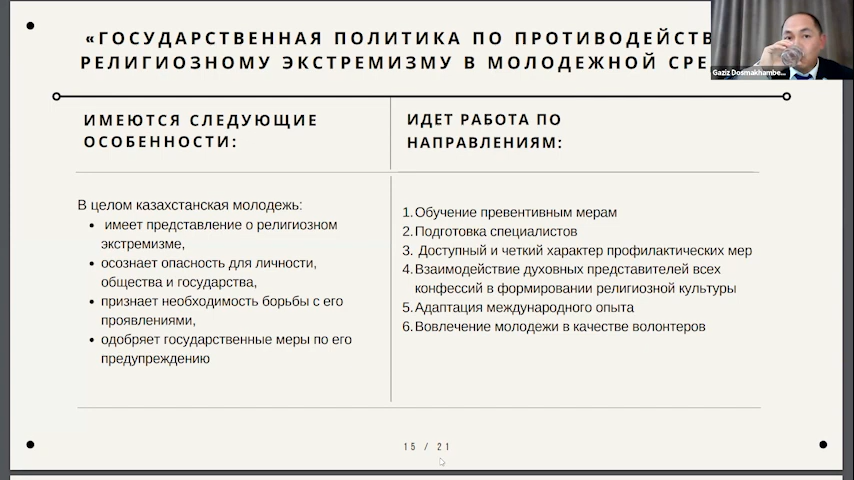 «ГОСУДАРСТВЕННАЯ ПОЛИТИКА ПО ПРОТИВОДЕЙСТВ
РЕЛИГИОЗНОМУ ЭКСТРЕМИЗМУ В МОЛОДЕЖНОЙ СРЕ
Gaziz Dosmakhambe...
ИМЕЮТСЯ СЛЕДУЮЩИЕ
ОСОБЕННОСТИ:
В целом казахстанская молодежь:
• имеет представление о религиозном
экстремизме,
• осознает опасность для личности,
общества и государства,
• признает необходимость борьбы с его
проявлениями,
• одобряет государственные меры по его
предупреждению
ИДЕТ РАБОТА ПО
НАПРАВЛЕНИЯМ:
1. Обучение превентивным мерам
2. Подготовка специалистов
3. Доступный и четкий характер профилактических мер
4. Взаимодействие духовных представителей всех
конфессий в формировании религиозной культуры
5. Адаптация международного опыта
6. Вовлечение молодежи в качестве волонтеров
15 / 21